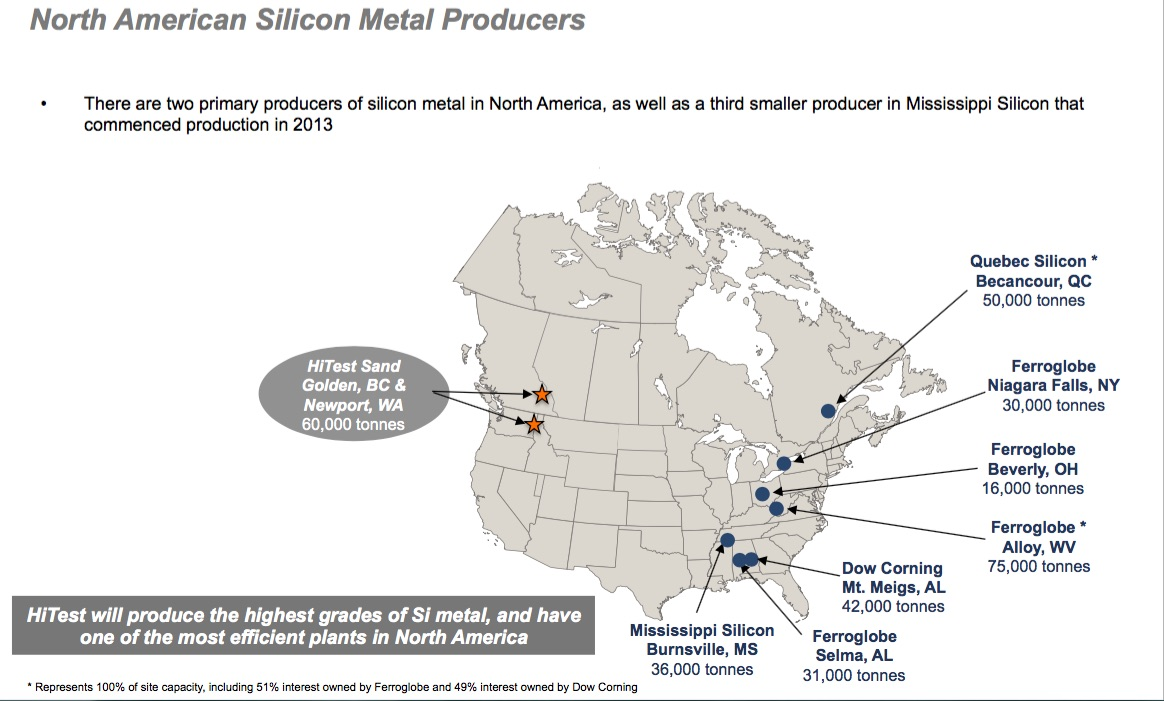 North American Silicon Metal Producers
• There are two primary producers of silicon metal in North America, as well as a third smaller producer in Mississippi Silicon that
commenced production in 2013
Quebec Silicon *
Becancour, QC
50,000 tonnes
HiTest Sand
Golden, BC &
Newport, WA
60,000 tonnes
Ferroglobe
Niagara Falls, NY
30,000 tonnes
Ferroglobe
Beverly, OH
16,000 tonnes
Ferroglobe *
Alloy, WV
75,000 tonnes
Dow Corning
Mt. Meigs, AL
42,000 tonnes
Mississippi Silicon
Burnsville, MS
36,000 tonnes
Ferroglobe
Selma, AL
31,000 tonnes
HiTest will produce the highest grades of Si metal, and have
one of the most efficient plants in North America
* Represents 100% of site capacity, including 51% interest owned by Ferroglobe and 49% interest owned by Dow Corning